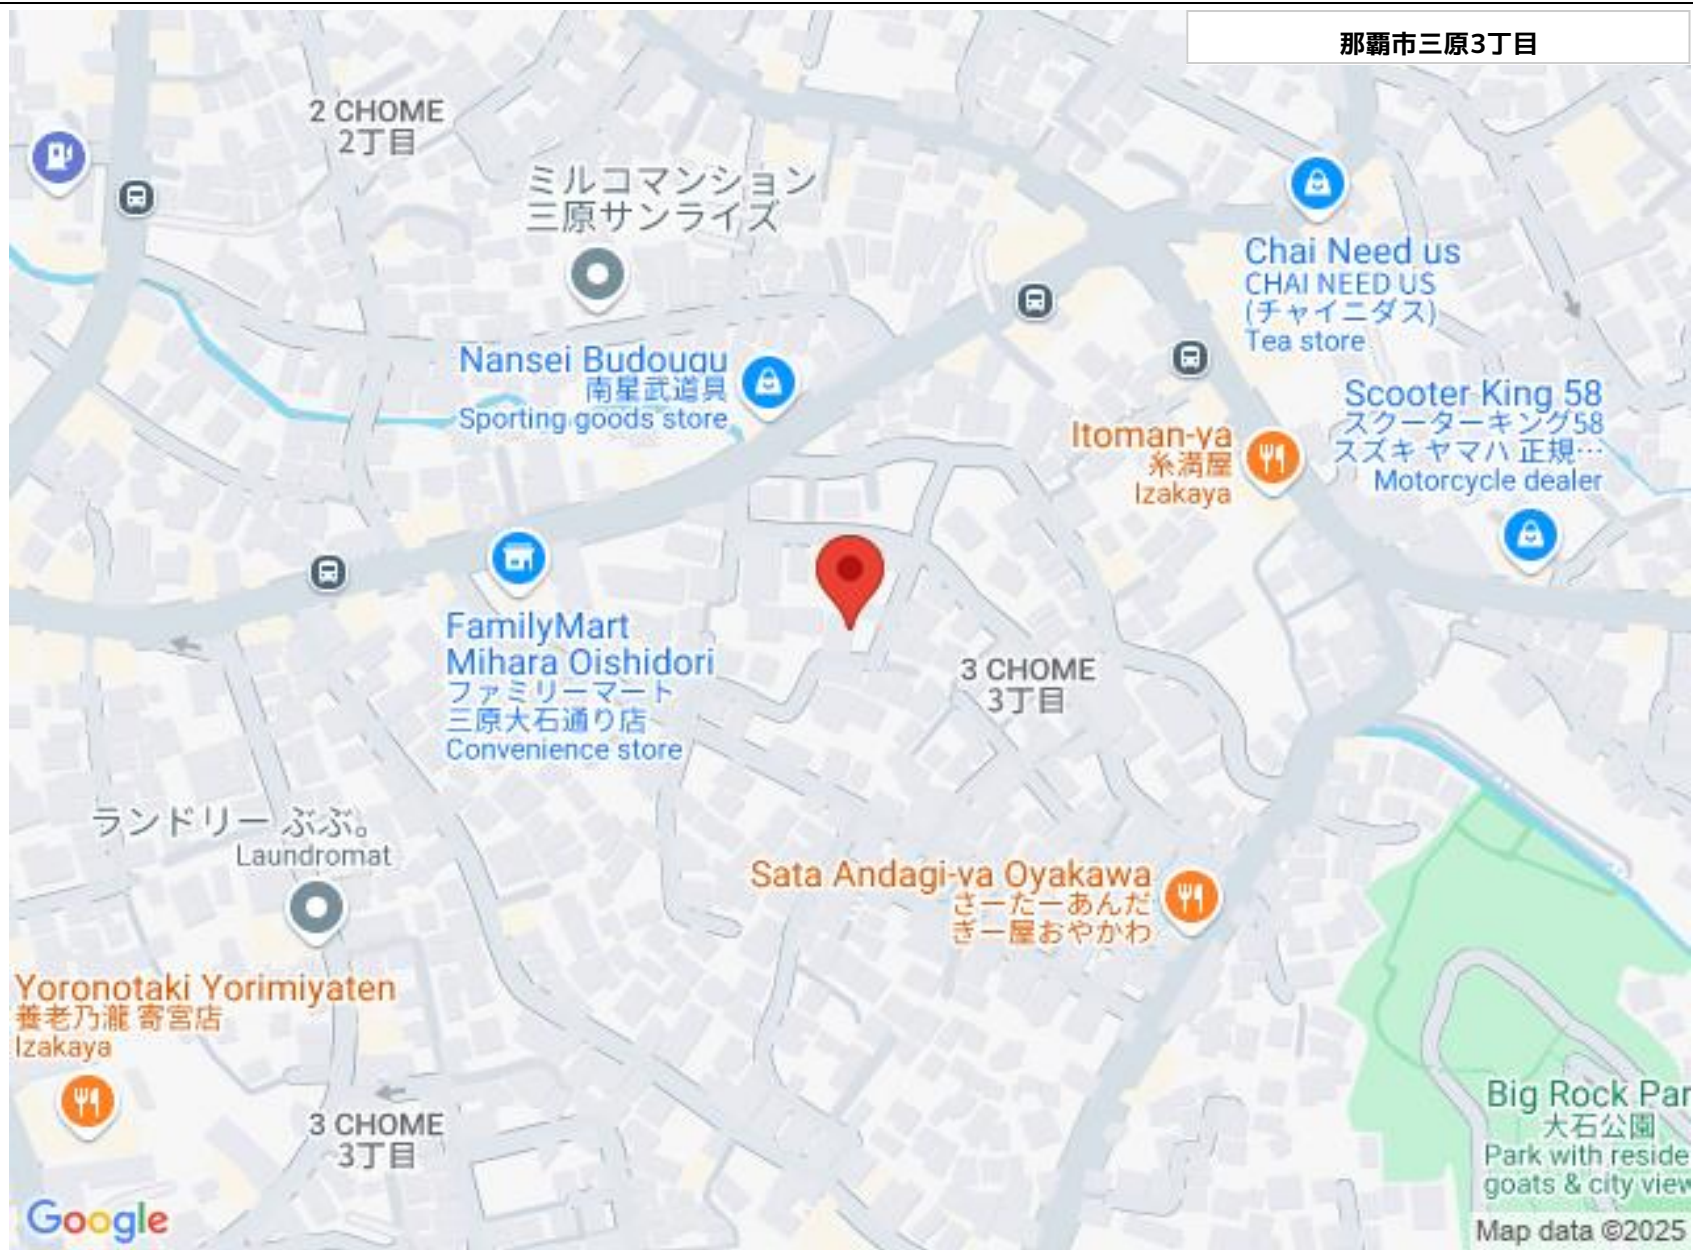 那覇市三原3丁目
2 CHOME
2丁目
ミルコマンション
三原サンライズ
Chai Need us
CHAI NEED US
(チャイニダス)
Tea store
Nansei Budougu
南星武道具
Sporting goods store
Scooter King 58
スクーターキング58
スズキ ヤマハ 正規…
Motorcycle dealer
Itoman-ya
糸満屋
Izakaya
FamilyMart
Mihara Oishidori
ファミリーマート
三原大石通り店
Convenience store
3 CHOME
3丁目
ランドリー ぶぶ。
Laundromat
Sata Andagi-ya Oyakawa
さーたーあんだ
ぎー屋おやかわ
Yoronotaki Yorimiyaten
養老乃瀧 寄宮店
Izakaya
3 CHOME
3丁目
Big Rock Par
大石公園
Park with reside
goats & city view
Google
Map data ©2025